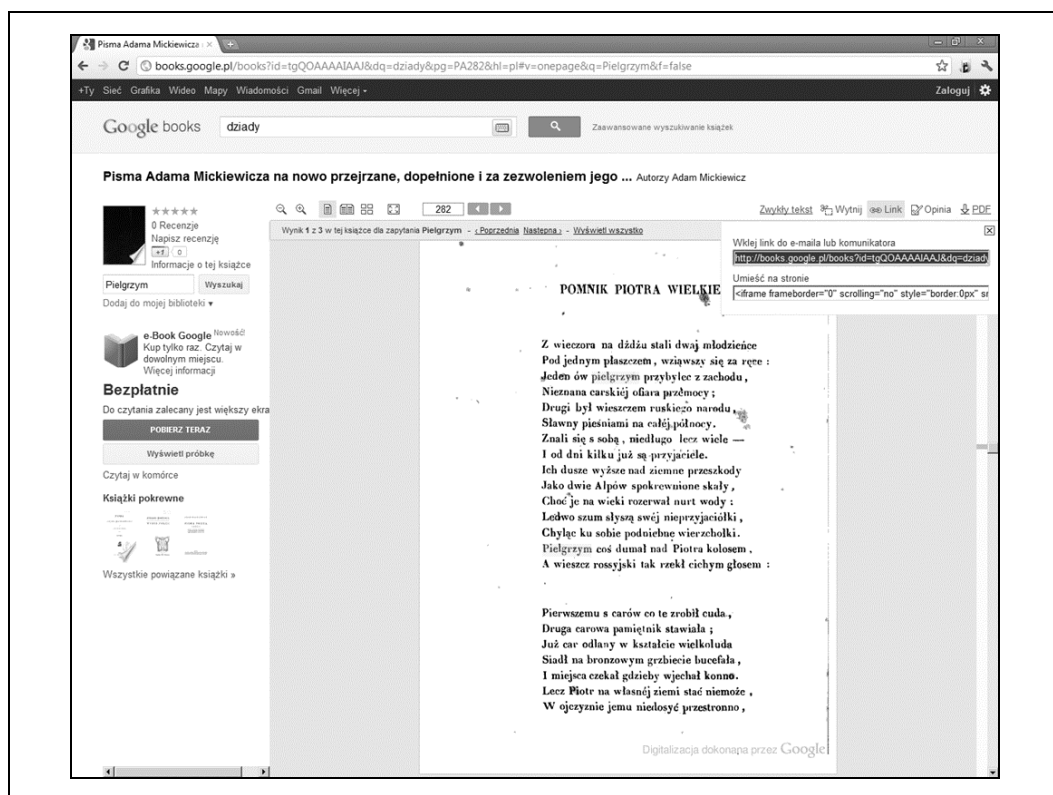 Pisma Adama Mickiewicza
books.google.pl/books?id=tgQOAAAAIAAJ&dq=dziady&pg=PA282&hl=pl#v=onepage&q=Pielgrzym&f=false
+Ty Sieć Grafika Wideo Mapy Wiadomości Gmail Więcej
Zaloguj
Google books
dziady
Zaawansowane wyszukiwanie książek
Pisma Adama Mickiewicza na nowo przejrzane, dopełnione i za zezwoleniem jego ... Autorzy Adam Mickiewicz
0 Recenzje
Napisz recenzję
+1 0
Informacje o tej książce
Pielgrzym
Wyszukaj
Dodaj do mojej biblioteki ▾
e-Book Google Nowość!
Kup tylko raz. Czytaj w
dowolnym miejscu.
Więcej informacji
Bezpłatnie
Do czytania zalecany jest większy ekra
POBIERZ TERAZ
Wyświetl próbkę
Czytaj w komórce
Książki pokrewne
Wszystkie powiązane książki »
282
Zwykły tekst Wytnij Link Opinia PDF
Wynik 1 z 3 w tej książce dla zapytania Pielgrzym - ‹ Poprzednia Następna › - Wyświetl wszystko
Wklej link do e-maila lub komunikatora
http://books.google.pl/books?id=tgQOAAAAIAAJ&dq=dziady
Umieść na stronie
<iframe frameborder="0" scrolling="no" style="border:0px" sr
POMNIK PIOTRA WIELKIE
Z wieczora na dżdżu stali dwaj młodzieńce
Pod jednym płaszczem, wziąwszy się za ręce :
Jeden ów pielgrzym przybylec z zachodu,
Nieznana carskiéj ofiara przemocy ;
Drugi był wieszczem ruskiego narodu,
Sławny pieśniami na całéj północy.
Znali się s sobą, niedługo lecz wiele —
I od dni kilku już są przyjaciele.
Ich dusze wyższe nad ziemne przeszkody
Jako dwie Alpów spokrewnione skały,
Choć je na wieki rozerwał nurt wody :
Ledwo szum słyszą swéj nieprzyjaciółki,
Chyląc ku sobie podniebne wierzchołki.
Pielgrzym coś dumał nad Piotra kolosem,
A wieszcz rossyjski tak rzekł cichym głosem :
Pierwszemu s carów co te zrobił cuda,
Druga carowa pamiętnik stawiała ;
Już car odlany w kształcie wielkoluda
Siadł na bronzowym grzbiecie bucefała,
I miejsca czekał gdzieby wjechał konno.
Lecz Piotr na własnéj ziemi stać niemoże,
W ojczyznie jemu niedosyć przestronno,
Digitalizacja dokonana przez Google